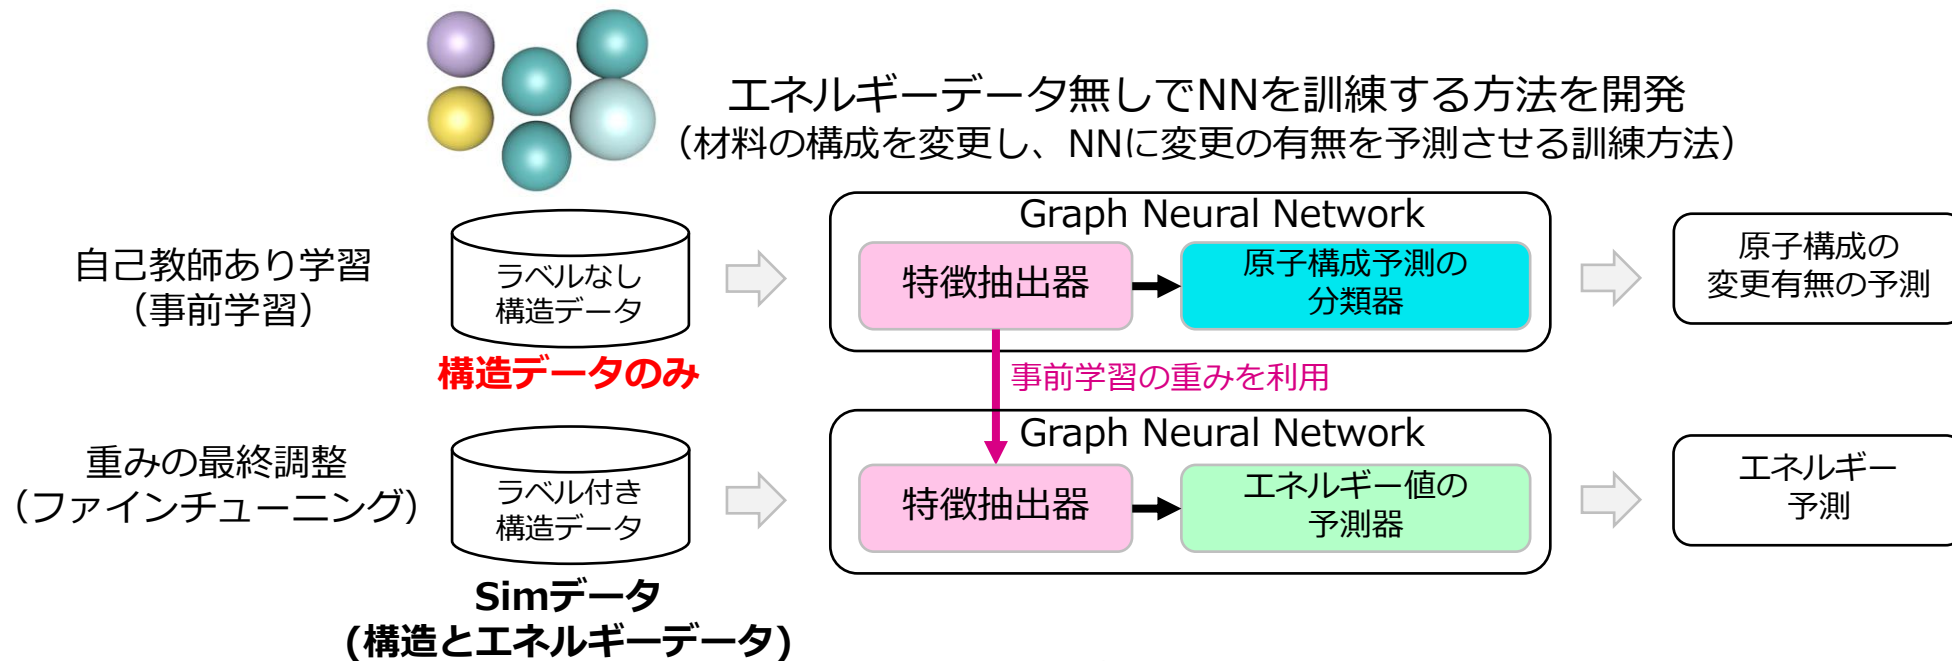 エネルギーデータ無しでNNを訓練する方法を開発
（材料の構成を変更し、NNに変更の有無を予測させる訓練方法）
自己教師あり学習
（事前学習）
ラベルなし
構造データ
構造データのみ
Graph Neural Network
特徴抽出器
原子構成予測の
分類器
原子構成の
変更有無の予測
事前学習の重みを利用
重みの最終調整
（ファインチューニング）
ラベル付き
構造データ
Simデータ
(構造とエネルギーデータ)
Graph Neural Network
特徴抽出器
エネルギー値の
予測器
エネルギー
予測